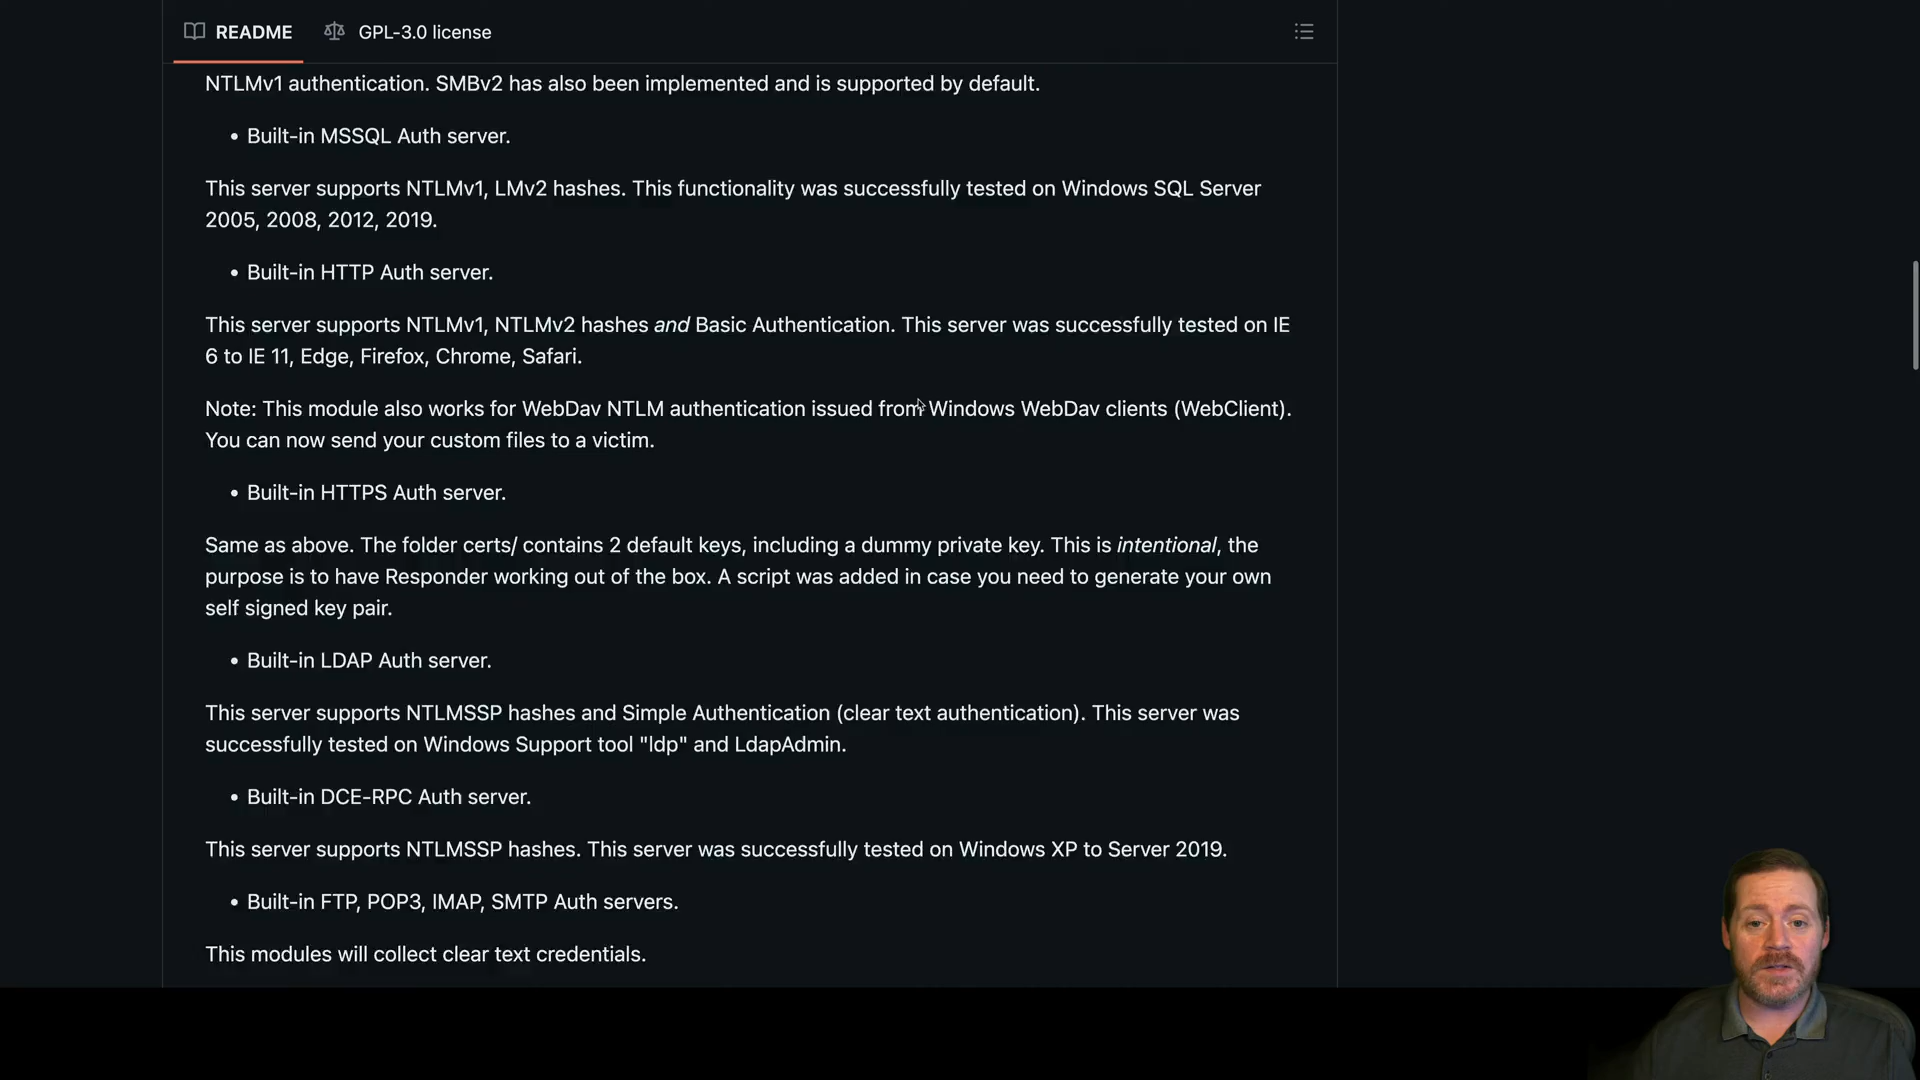 README GPL-3.0 license
NTLMv1 authentication. SMBv2 has also been implemented and is supported by default.
• Built-in MSSQL Auth server.
This server supports NTLMv1, LMv2 hashes. This functionality was successfully tested on Windows SQL Server
2005, 2008, 2012, 2019.
• Built-in HTTP Auth server.
This server supports NTLMv1, NTLMv2 hashes and Basic Authentication. This server was successfully tested on IE
6 to IE 11, Edge, Firefox, Chrome, Safari.
Note: This module also works for WebDav NTLM authentication issued from Windows WebDav clients (WebClient).
You can now send your custom files to a victim.
• Built-in HTTPS Auth server.
Same as above. The folder certs/ contains 2 default keys, including a dummy private key. This is intentional, the
purpose is to have Responder working out of the box. A script was added in case you need to generate your own
self signed key pair.
• Built-in LDAP Auth server.
This server supports NTLMSSP hashes and Simple Authentication (clear text authentication). This server was
successfully tested on Windows Support tool "ldp" and LdapAdmin.
• Built-in DCE-RPC Auth server.
This server supports NTLMSSP hashes. This server was successfully tested on Windows XP to Server 2019.
• Built-in FTP, POP3, IMAP, SMTP Auth servers.
This modules will collect clear text credentials.